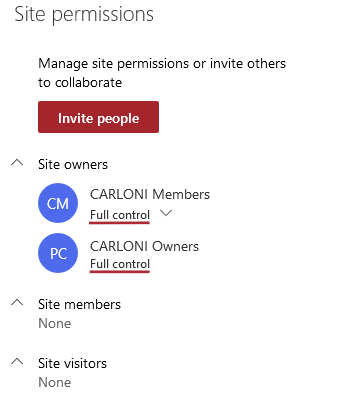 Site permissions
Manage site permissions or invite others
to collaborate
Invite people
Site owners
CM
CARLONI Members
Full control
PC
CARLONI Owners
Full control
Site members
None
Site visitors
None